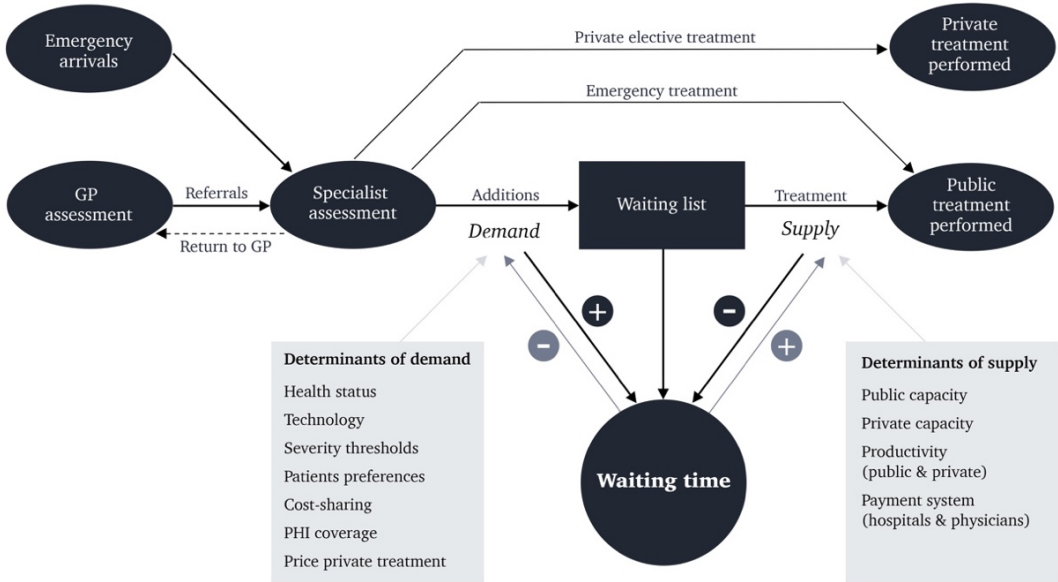 Emergency
arrivals
Private elective treatment
Private
treatment
performed
Emergency treatment
GP
assessment
Referrals
Return to GP
Specialist
assessment
Additions
Demand
Waiting list
Treatment
Supply
Public
treatment
performed
+
-
-
+
Determinants of demand
Health status
Technology
Severity thresholds
Patients preferences
Cost-sharing
PHI coverage
Price private treatment
Waiting time
Determinants of supply
Public capacity
Private capacity
Productivity
(public & private)
Payment system
(hospitals & physicians)